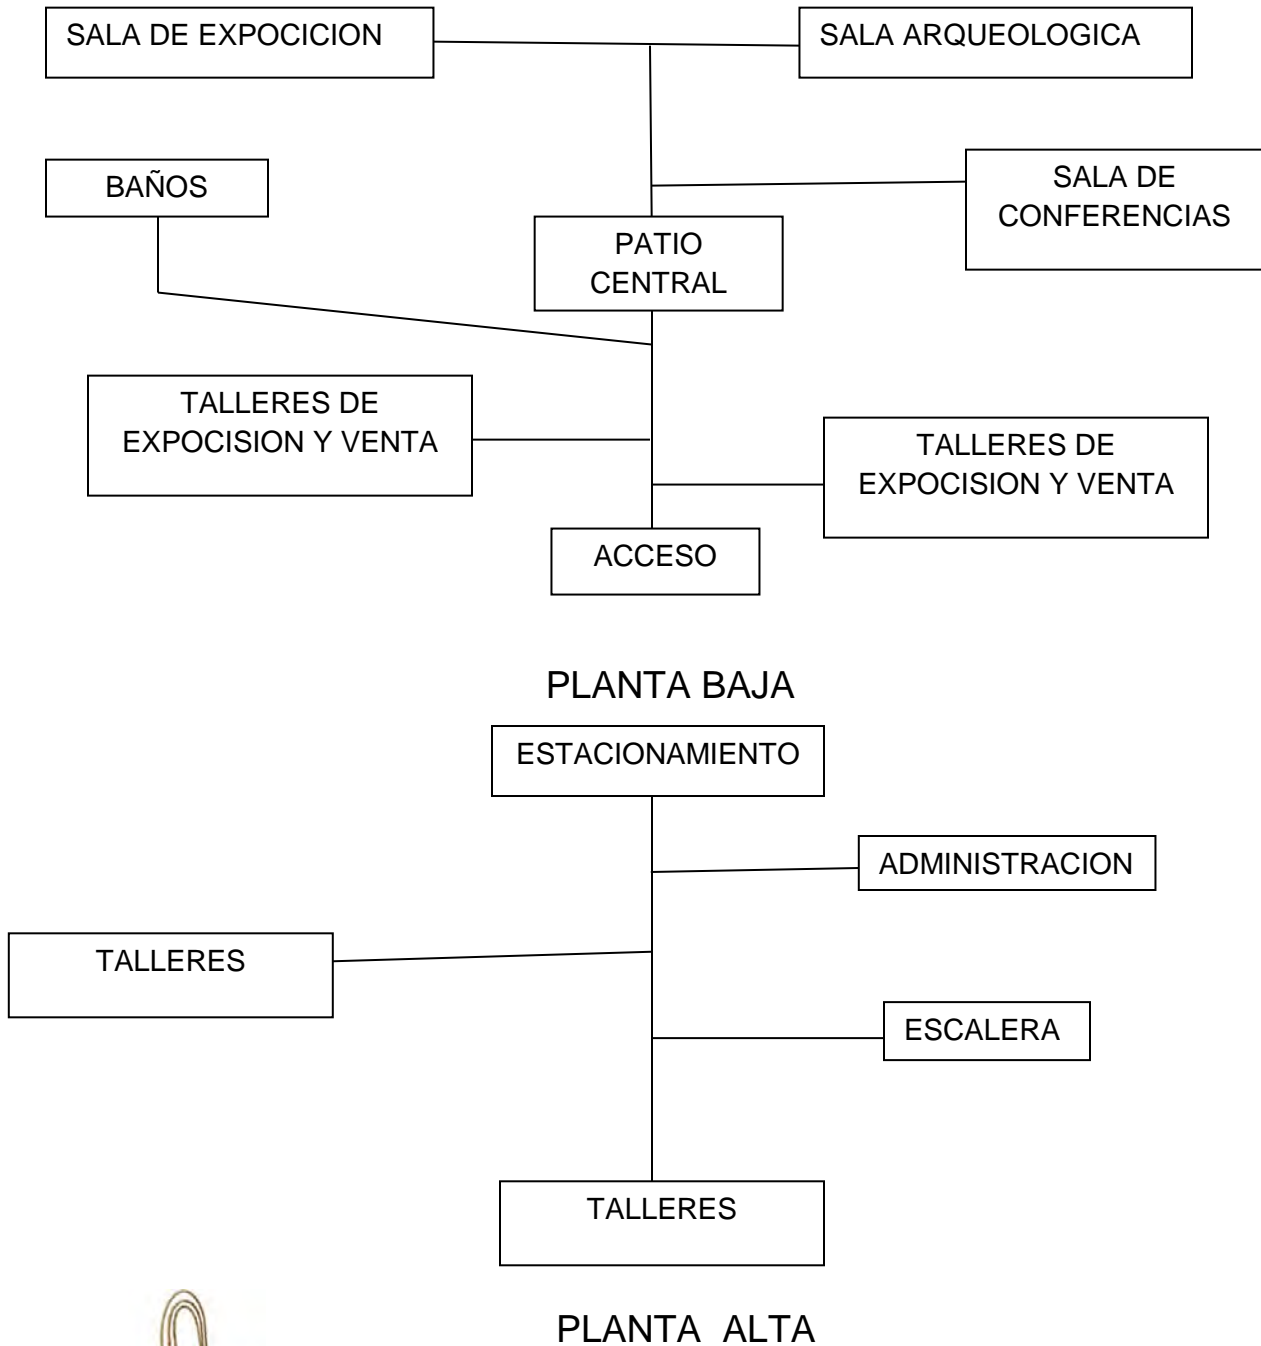 SALA DE EXPOCICION
SALA ARQUEOLOGICA
BAÑOS
SALA DE
CONFERENCIAS
PATIO
CENTRAL
TALLERES DE
EXPOCISION Y VENTA
TALLERES DE
EXPOCISION Y VENTA
ACCESO
PLANTA BAJA
ESTACIONAMIENTO
ADMINISTRACION
TALLERES
ESCALERA
TALLERES
PLANTA ALTA